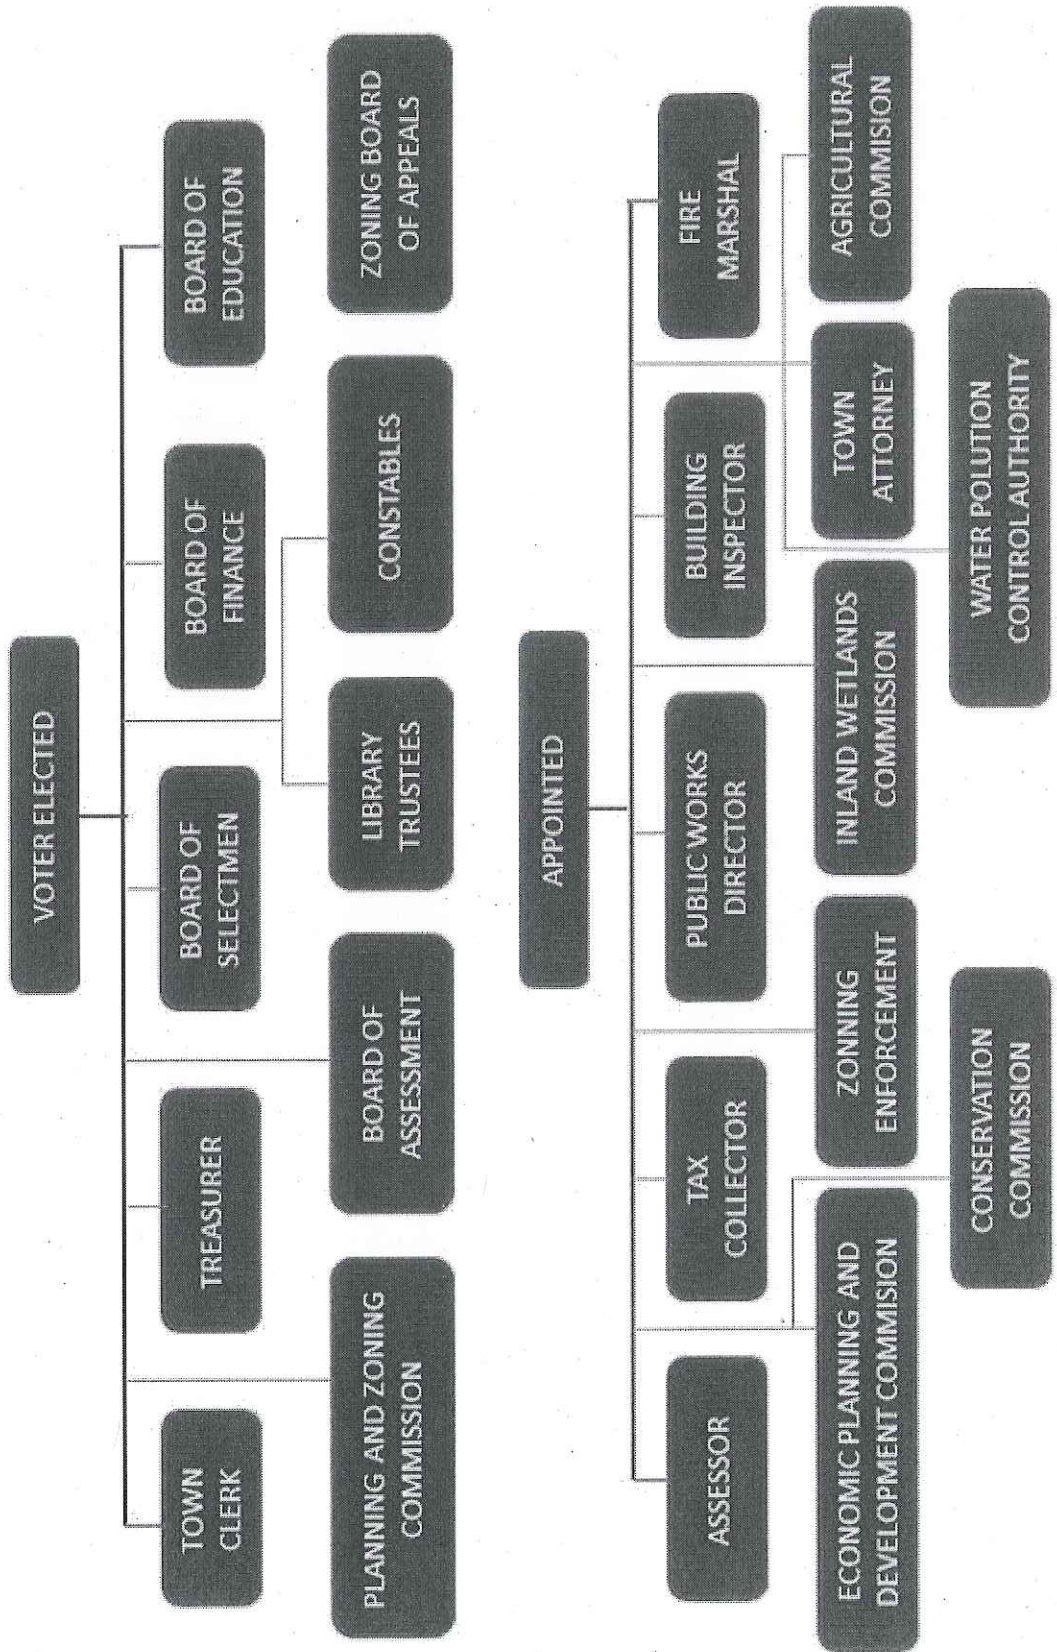 VOTER ELECTED
TOWN
CLERK
TREASURER
BOARD OF
SELECTMEN
BOARD OF
FINANCE
BOARD OF
EDUCATION
PLANNING AND ZONING
COMMISSION
BOARD OF
ASSESSMENT
LIBRARY
TRUSTEES
CONSTABLES
ZONING BOARD
OF APPEALS
APPOINTED
ASSESSOR
TAX
COLLECTOR
PUBLIC WORKS
DIRECTOR
BUILDING
INSPECTOR
FIRE
MARSHAL
ECONOMIC PLANNING AND
DEVELOPMENT COMMISION
ZONNING
ENFORCEMENT
INLAND WETLANDS
COMMISSION
TOWN
ATTORNEY
AGRICULTURAL
COMMISION
CONSERVATION
COMMISSION
WATER POLUTION
CONTROL AUTHORITY